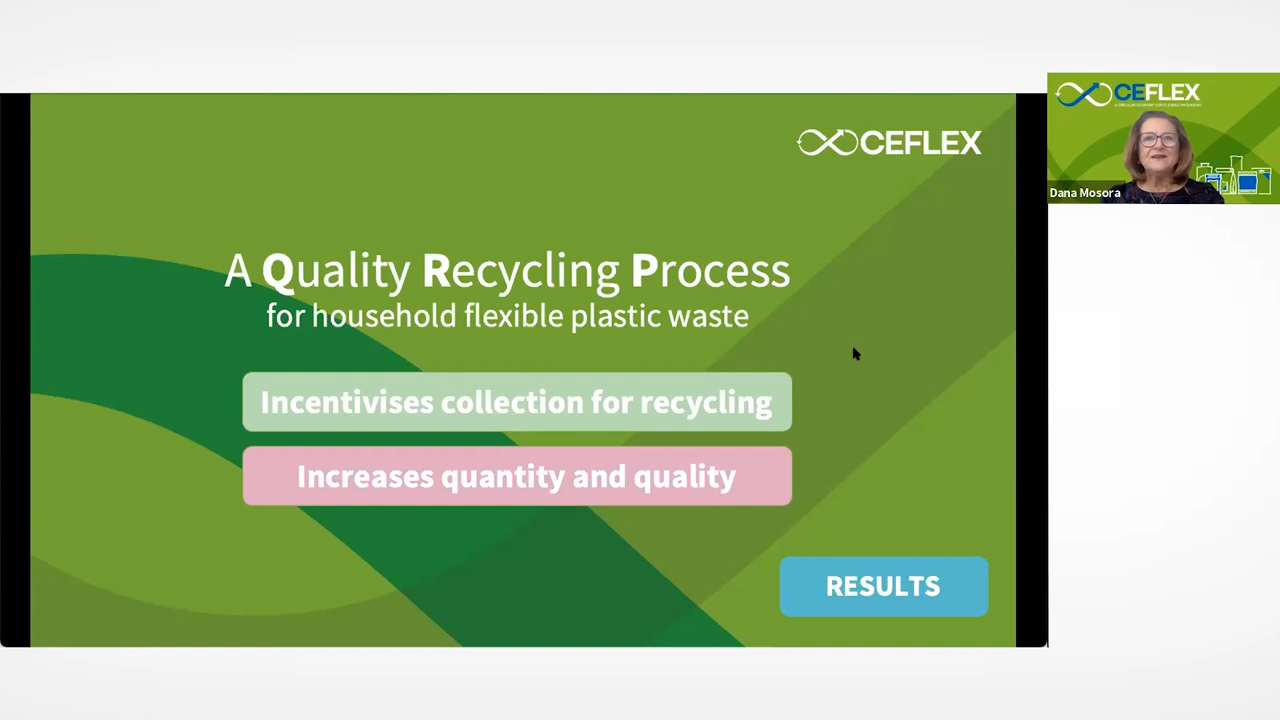 CEFLEX
A Quality Recycling Process
for household flexible plastic waste
Incentivises collection for recycling
Increases quantity and quality
RESULTS
CEFLEX
Dana Mosora